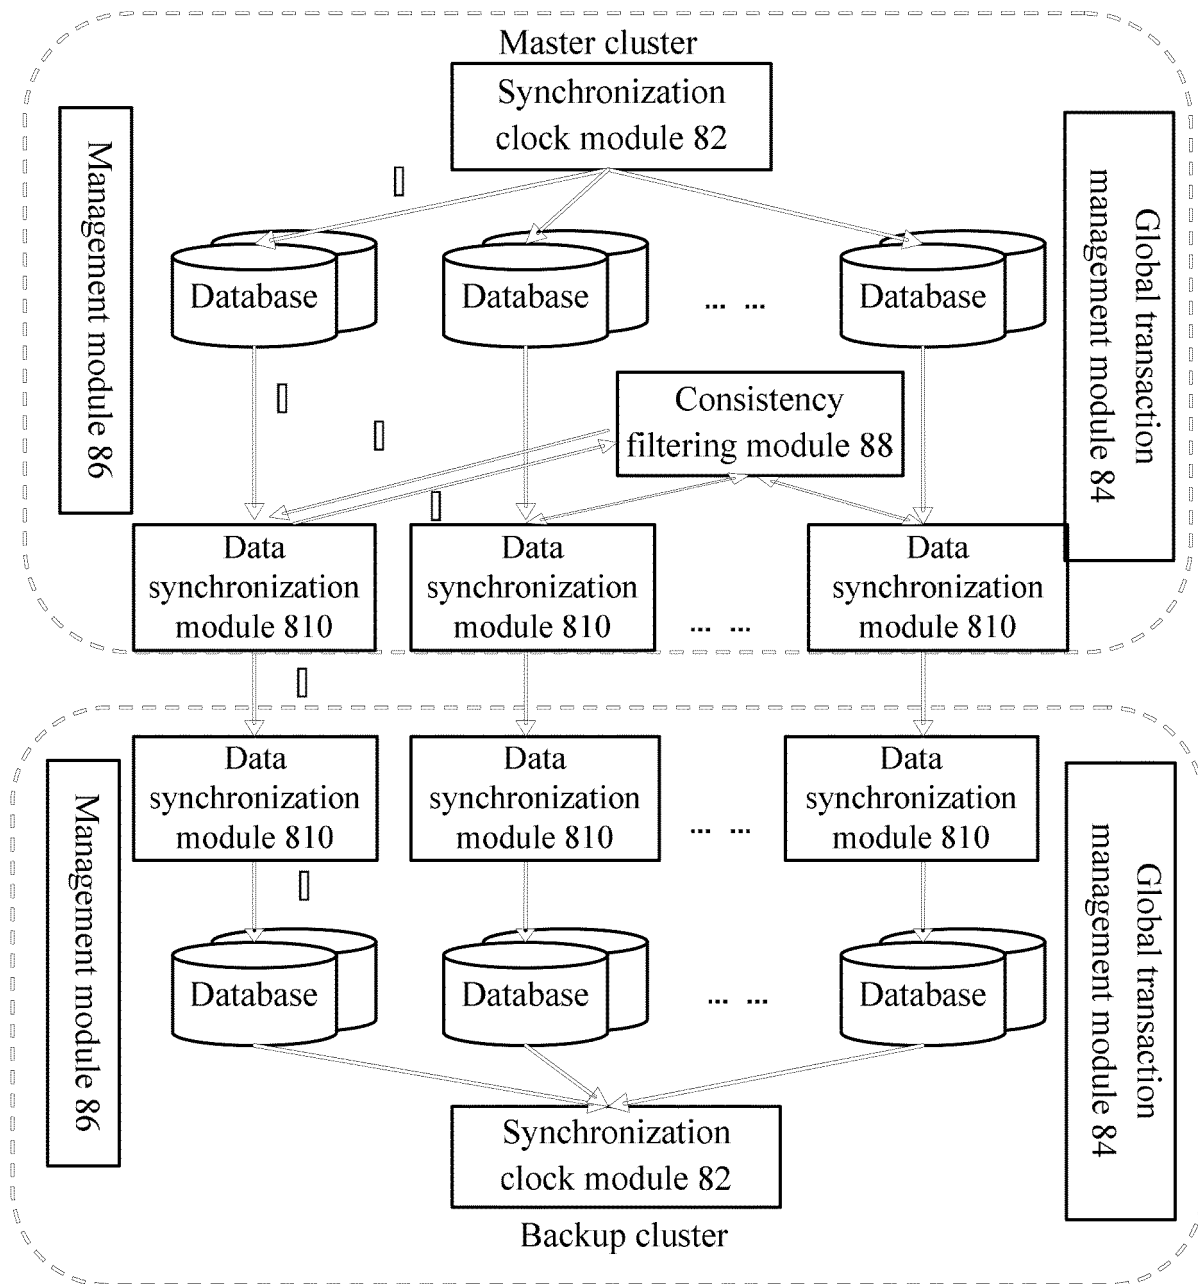 Master cluster
Synchronization
clock module 82
Management module 86
Global transaction
management module 84
Database
Database
... ...
Database
Consistency
filtering module 88
Data
synchronization
module 810
Data
synchronization
module 810
... ...
Data
synchronization
module 810
Data
synchronization
module 810
Data
synchronization
module 810
... ...
Data
synchronization
module 810
Management module 86
Global transaction
management module 84
Database
Database
... ...
Database
Synchronization
clock module 82
Backup cluster